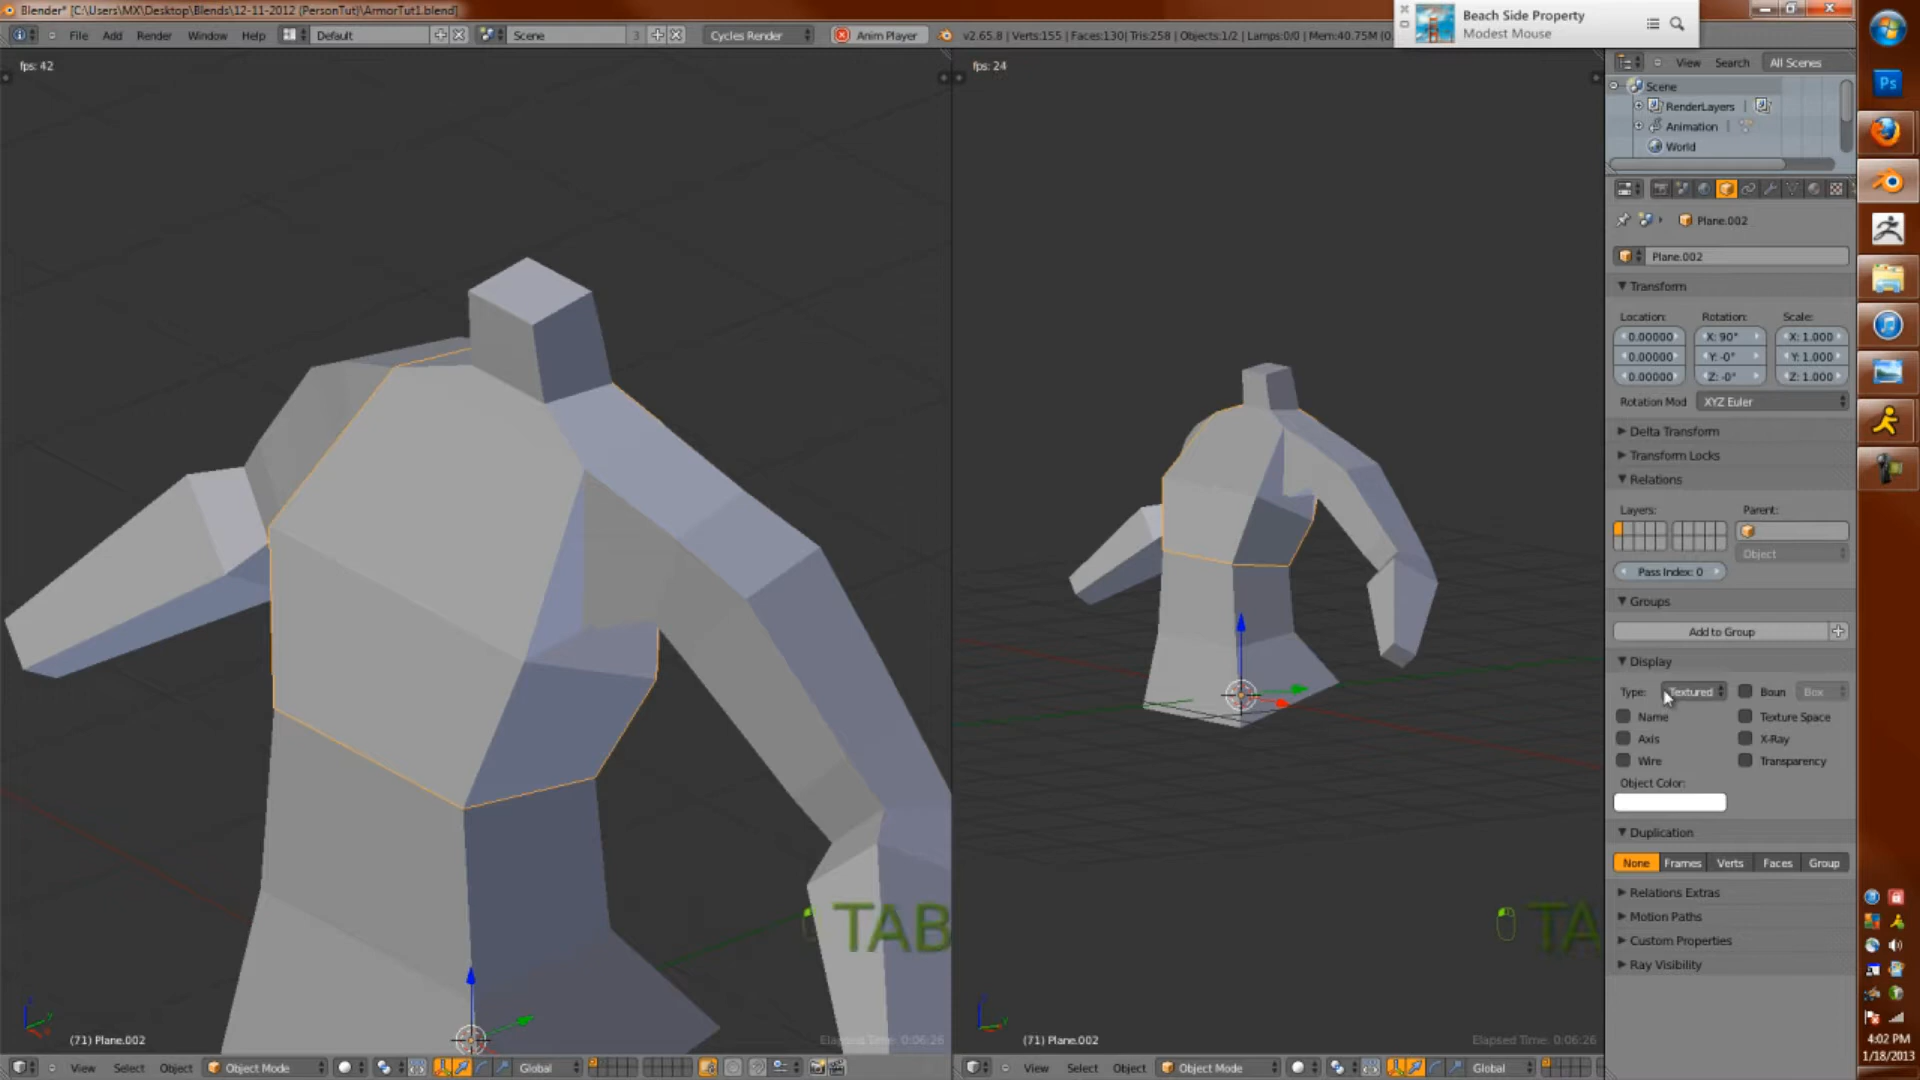 Blender* [C:\Users\MX\Desktop\Blends\12-11-2012 (PersonTut)\ArmorTut1.blend]
Beach Side Property
Modest Mouse
File Add Render Window Help Default Scene 3 Cycles Render Anim Player v2.65.8 | Verts:155 | Faces:130| Tris:258 | Objects:1/2 | Lamps:0/0 | Mem:40.75M (0.
fps: 42
fps: 24
View Search All Scenes
Scene
RenderLayers
Animation
World
Plane.002
Plane.002
Transform
Location: Rotation: Scale:
0.00000 X: 90° X: 1.000
0.00000 Y: -0° Y: 1.000
0.00000 Z: -0° Z: 1.000
Rotation Mod XYZ Euler
Delta Transform
Transform Locks
Relations
Layers: Parent:
Object
Pass Index: 0
Groups
Add to Group
Display
Type: Textured Boun Box
Name Texture Space
Axis X-Ray
Wire Transparency
Object Color:
Duplication
None Frames Verts Faces Group
Relations Extras
Motion Paths
Custom Properties
Ray Visibility
TAB
TA
(71) Plane.002
Elapsed Time: 0:06:26
(71) Plane.002
Elapsed Time: 0:06:26
View Select Object Object Mode Global
View Select Object Object Mode Global
Ps
4:02 PM
1/18/2013